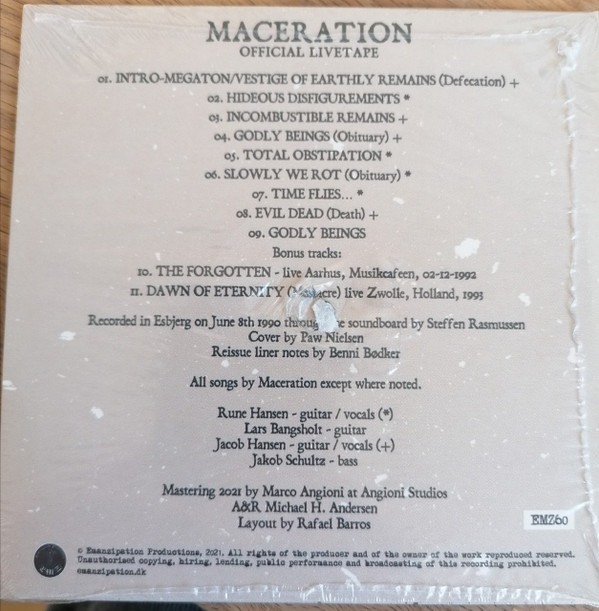 MACERATION
OFFICIAL LIVETAPE
01. INTRO-MEGATON/VESTIGE OF EARTHLY REMAINS (Defecation) +
02. HIDEOUS DISFIGUREMENTS *
03. INCOMBUSTIBLE REMAINS +
04. GODLY BEINGS (Obituary) +
05. TOTAL OBSTIPATION *
06. SLOWLY WE ROT (Obituary) *
07. TIME FLIES... *
08. EVIL DEAD (Death) +
09. GODLY BEINGS
Bonus tracks:
10. THE FORGOTTEN - live Aarhus, Musikcafeen, 02-12-1992
11. DAWN OF ETERNITY (Massacre) live Zwolle, Holland, 1993
Recorded in Esbjerg on June 8th 1990 through the soundboard by Steffen Rasmussen
Cover by Paw Nielsen
Reissue liner notes by Benni Bødker
All songs by Maceration except where noted.
Rune Hansen - guitar / vocals (*)
Lars Bangsholt - guitar
Jacob Hansen - guitar / vocals (+)
Jakob Schultz - bass
Mastering 2021 by Marco Angioni at Angioni Studios
A&R Michael H. Andersen
Layout by Rafael Barros
EMZ60
© Emanzipation Productions, 2021. All rights of the producer and of the owner of the work reproduced reserved.
Unauthorised copying, hiring, lending, public performance and broadcasting of this recording prohibited.
emanzipation.dk